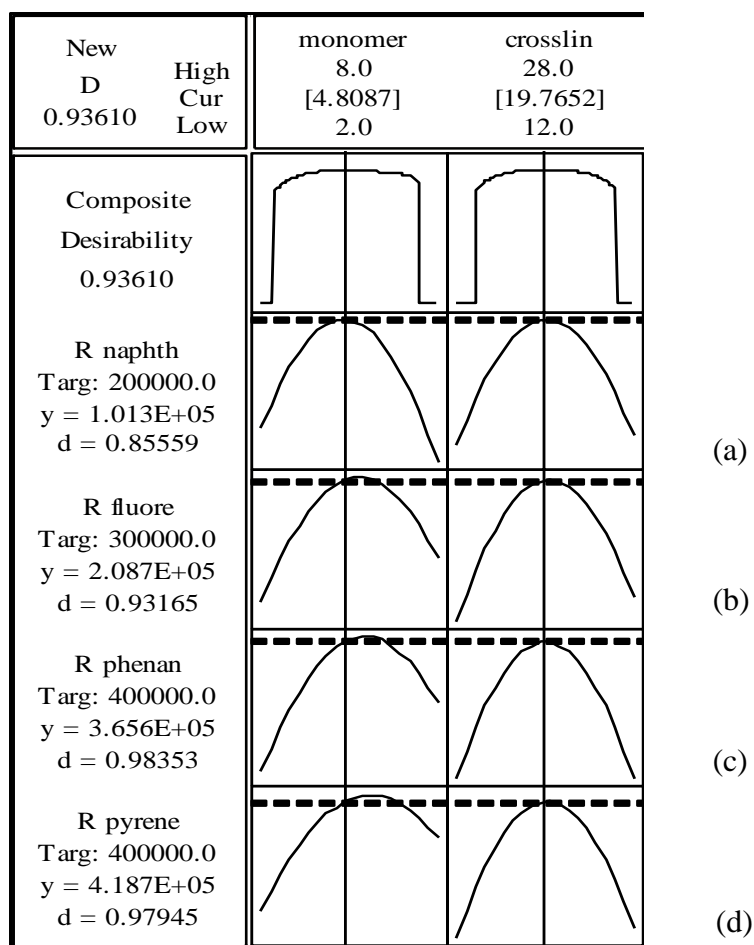 New
D
0.93610
High
Cur
Low
monomer
8.0
[4.8087]
2.0
crosslin
28.0
[19.7652]
12.0
Composite
Desirability
0.93610
R naphth
Targ: 200000.0
y = 1.013E+05
d = 0.85559
(a)
R fluore
Targ: 300000.0
y = 2.087E+05
d = 0.93165
(b)
R phenan
Targ: 400000.0
y = 3.656E+05
d = 0.98353
(c)
R pyrene
Targ: 400000.0
y = 4.187E+05
d = 0.97945
(d)